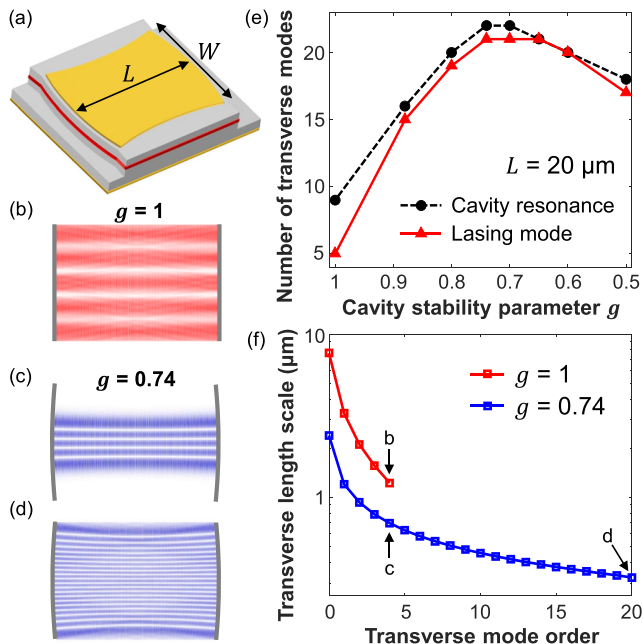 (a)
L
W
(b)
g = 1
(c)
g = 0.74
(d)
(e)
Number of transverse modes
20
15
10
5
L = 20 μm
Cavity resonance
Lasing mode
1
0.9
0.8
0.7
0.6
0.5
Cavity stability parameter g
(f)
Transverse length scale (μm)
10
1
g = 1
g = 0.74
b
c
d
0
5
10
15
20
Transverse mode order